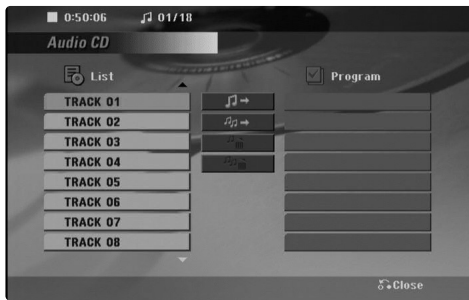 0:50:06 01/18
Audio CD
List
Program
TRACK 01
TRACK 02
TRACK 03
TRACK 04
TRACK 05
TRACK 06
TRACK 07
TRACK 08
Close